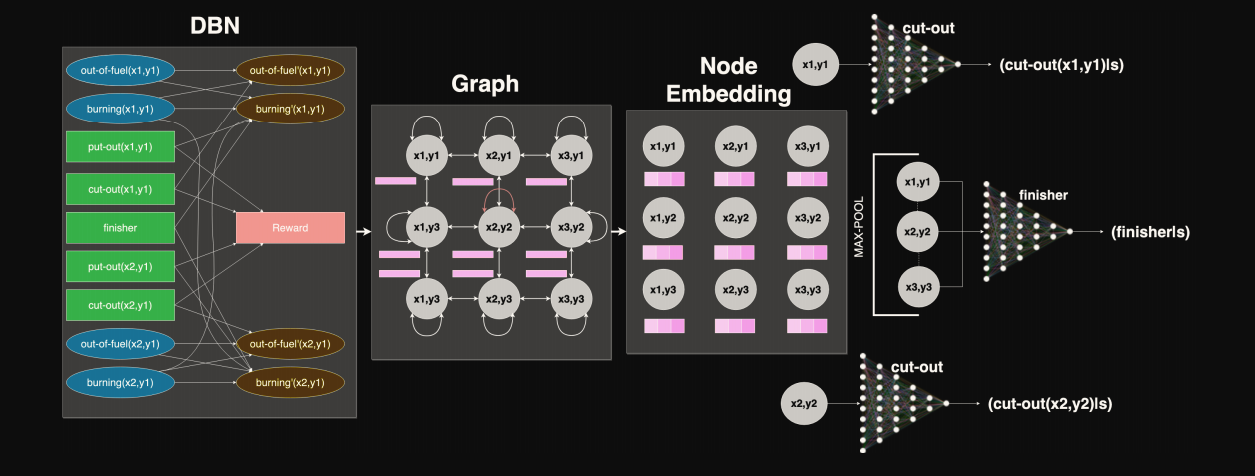 DBN
out-of-fuel(x1,y1)
out-of-fuel'(x1,y1)
burning(x1,y1)
burning'(x1,y1)
put-out(x1,y1)
cut-out(x1,y1)
finisher
Reward
put-out(x2,y1)
cut-out(x2,y1)
out-of-fuel(x2,y1)
out-of-fuel'(x2,y1)
burning(x2,y1)
burning'(x2,y1)
Graph
x1,y1
x2,y1
x3,y1
x1,y3
x2,y2
x3,y2
x1,y3
x2,y3
x3,y3
Node
Embedding
x1,y1
x2,y1
x3,y1
x1,y2
x2,y2
x3,y2
x1,y3
x2,y3
x3,y3
cut-out
x1,y1
(cut-out(x1,y1)|s)
MAX-POOL
x1,y1
x2,y2
x3,y3
finisher
(finisher|s)
cut-out
x2,y2
(cut-out(x2,y2)|s)